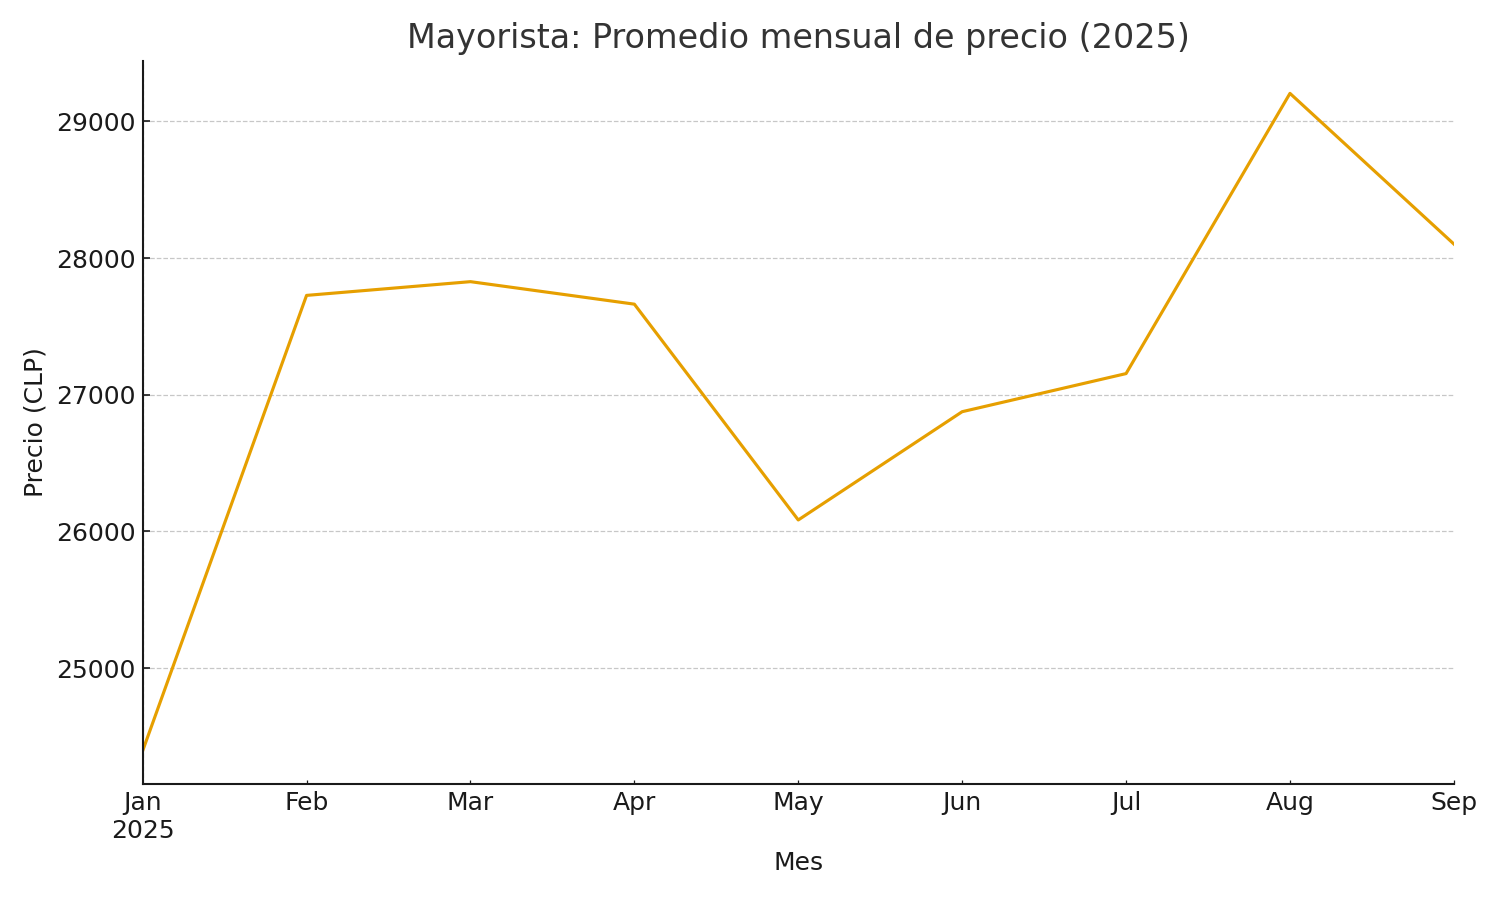 Mayorista: Promedio mensual de precio (2025)
Precio (CLP)
29000
28000
27000
26000
25000
Jan Feb Mar Apr May Jun Jul Aug Sep
2025
Mes